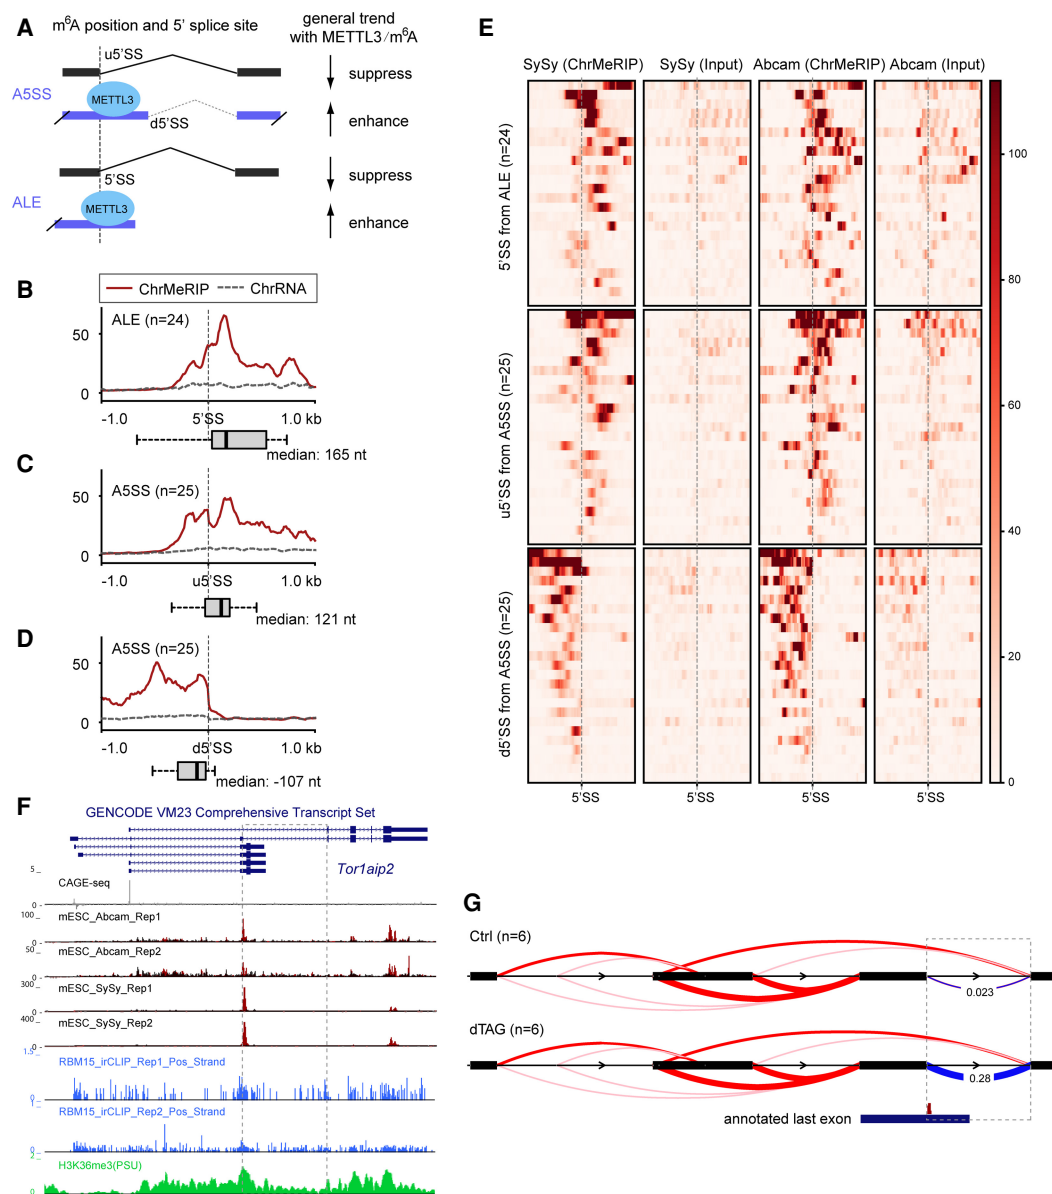 A
m6A position and 5' splice site
general trend
with METTL3/m6A
u5'SS
suppress
A5SS
METTL3
d5'SS
enhance
5'SS
suppress
ALE
METTL3
enhance
B
ChrMeRIP
ChrRNA
ALE (n=24)
50
0
-1.0
5'SS
1.0 kb
median: 165 nt
C
A5SS (n=25)
50
0
-1.0
u5'SS
1.0 kb
median: 121 nt
D
A5SS (n=25)
50
0
-1.0
d5'SS
1.0 kb
median: -107 nt
E
SySy (ChrMeRIP)
SySy (Input)
Abcam (ChrMeRIP)
Abcam (Input)
5'SS from ALE (n=24)
u5'SS from A5SS (n=25)
d5'SS from A5SS (n=25)
5'SS
5'SS
5'SS
5'SS
100
80
60
40
20
0
F
GENCODE VM23 Comprehensive Transcript Set
Tor1aip2
5
CAGE-seq
0
100
mESC_Abcam_Rep1
0
50
mESC_Abcam_Rep2
0
300
mESC_SySy_Rep1
0
400
mESC_SySy_Rep2
0
1.5
RBM15_irCLIP_Rep1_Pos_Strand
0
1
RBM15_irCLIP_Rep2_Pos_Strand
0
2
H3K36me3(PSU)
0
G
Ctrl (n=6)
0.023
dTAG (n=6)
0.28
annotated last exon